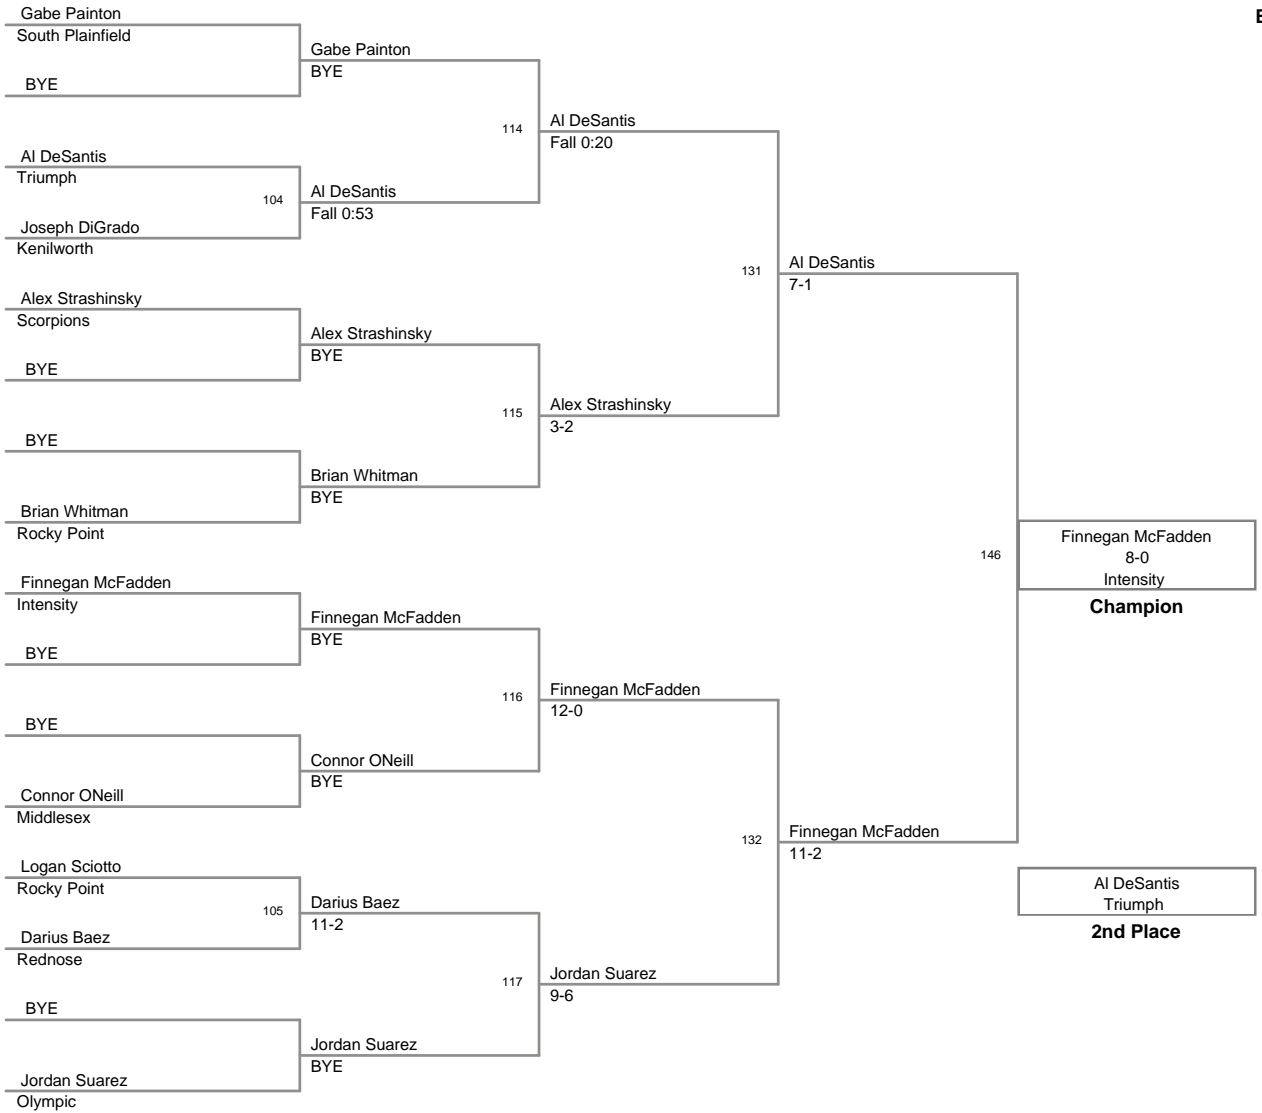 Gabe Painton
South Plainfield
BYE
Al DeSantis
Triumph
104
Joseph DiGrado
Kenilworth
Alex Strashinsky
Scorpions
BYE
BYE
Brian Whitman
Rocky Point
Finnegan McFadden
Intensity
BYE
BYE
Connor ONeill
Middlesex
Logan Sciotto
Rocky Point
105
Darius Baez
Rednose
BYE
Jordan Suarez
Olympic
Gabe Painton
BYE
114
Al DeSantis
Fall 0:53
Alex Strashinsky
BYE
115
Brian Whitman
BYE
Finnegan McFadden
BYE
116
Connor ONeill
BYE
Darius Baez
11-2
117
Jordan Suarez
BYE
Al DeSantis
Fall 0:20
131
Alex Strashinsky
3-2
Finnegan McFadden
12-0
132
Jordan Suarez
9-6
Al DeSantis
7-1
146
Finnegan McFadden
11-2
Finnegan McFadden
8-0
Intensity
Champion
Al DeSantis
Triumph
2nd Place